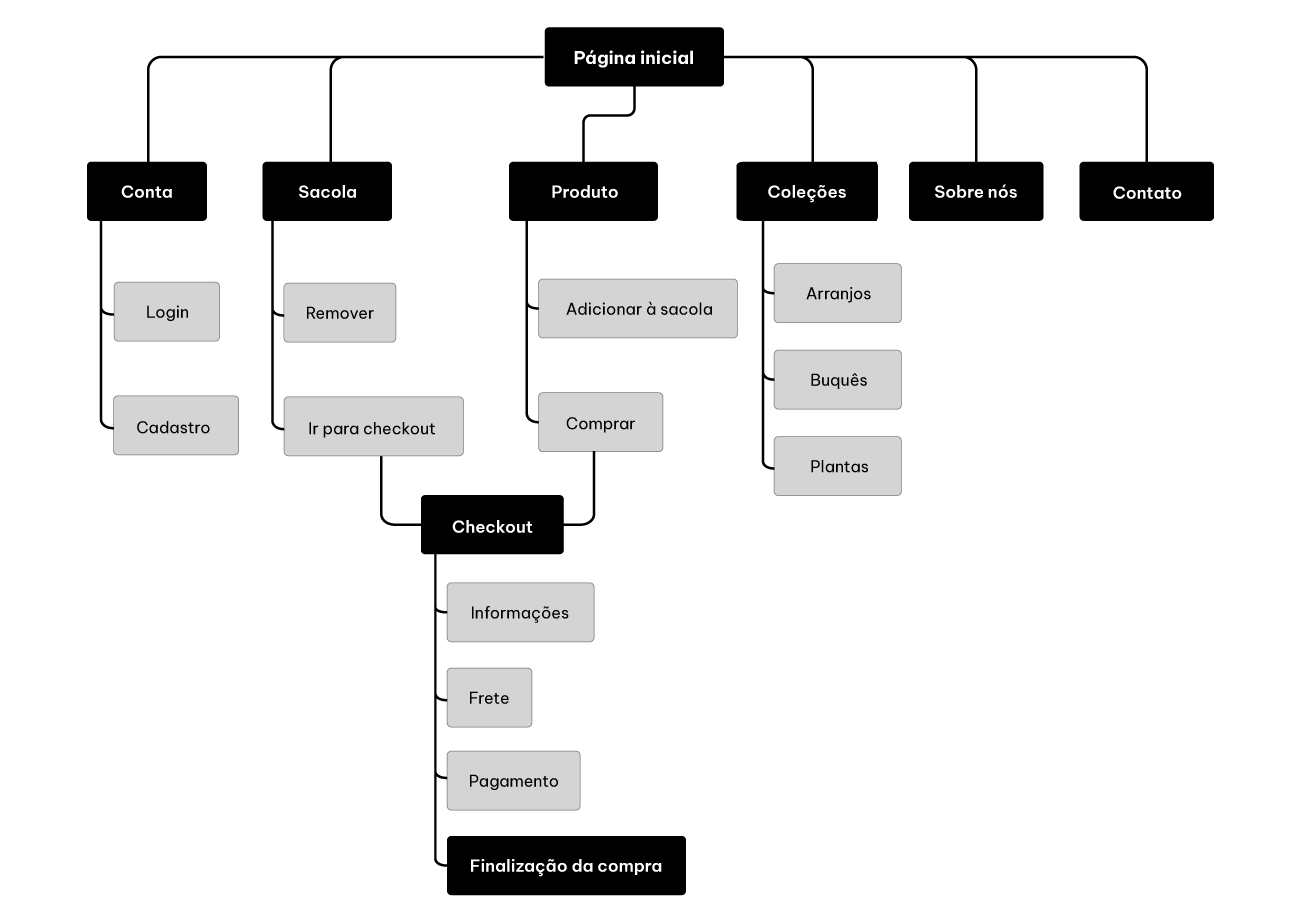 Página inicial
Conta
Sacola
Produto
Coleções
Sobre nós
Contato
Login
Remover
Adicionar à sacola
Arranjos
Cadastro
Ir para checkout
Comprar
Buquês
Plantas
Checkout
Informações
Frete
Pagamento
Finalização da compra